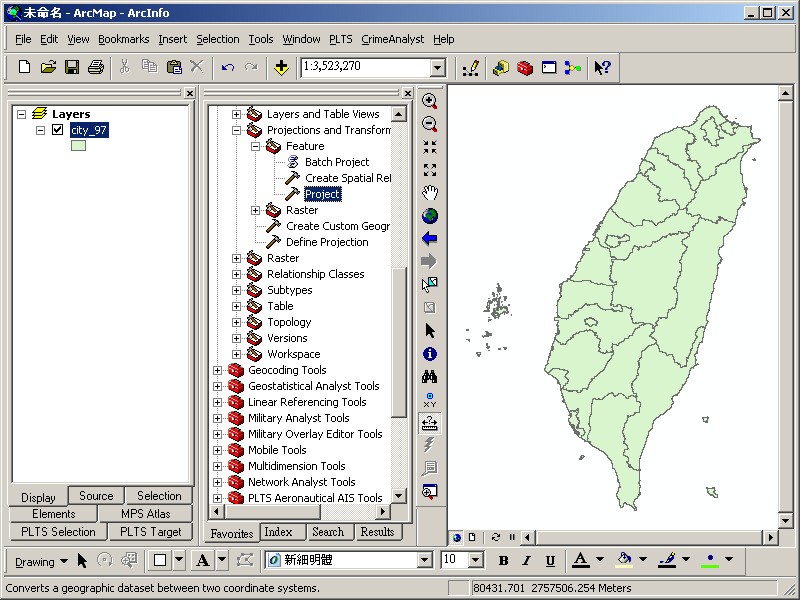 未命名 - ArcMap - ArcInfo
File Edit View Bookmarks Insert Selection Tools Window PLTS CrimeAnalyst Help
1:3,523,270
Layers
city_97
Layers and Table Views
Projections and Transform
Feature
Batch Project
Create Spatial Rel
Project
Raster
Create Custom Geogr
Define Projection
Raster
Relationship Classes
Subtypes
Table
Topology
Versions
Workspace
Geocoding Tools
Geostatistical Analyst Tools
Linear Referencing Tools
Military Analyst Tools
Military Overlay Editor Tools
Mobile Tools
Multidimension Tools
Network Analyst Tools
PLTS Aeronautical AIS Tools
XY
Display Source Selection
Elements MPS Atlas
PLTS Selection PLTS Target
Favorites Index Search Results
Drawing A 新細明體 10 B I U A
Converts a geographic dataset between two coordinate systems.
80431.701 2757506.254 Meters